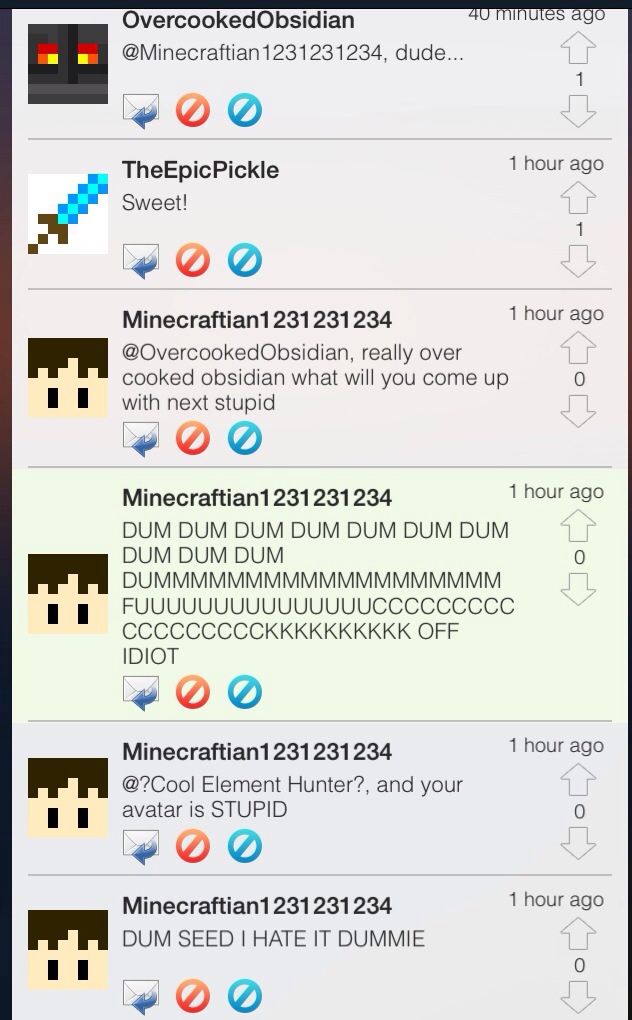 OvercookedObsidian
40 minutes ago
@Minecraftian1231231234, dude...
1
TheEpicPickle
1 hour ago
Sweet!
1
Minecraftian1231231234
1 hour ago
@OvercookedObsidian, really over
cooked obsidian what will you come up
with next stupid
0
Minecraftian1231231234
1 hour ago
DUM DUM DUM DUM DUM DUM DUM
DUM DUM DUM
DUMMMMMMMMMMMMMMMMMMM
FUUUUUUUUUUUUUUUCCCCCCCCC
CCCCCCCCCKKKKKKKKKK OFF
IDIOT
0
Minecraftian1231231234
1 hour ago
@?Cool Element Hunter?, and your
avatar is STUPID
0
Minecraftian1231231234
1 hour ago
DUM SEED I HATE IT DUMMIE
0